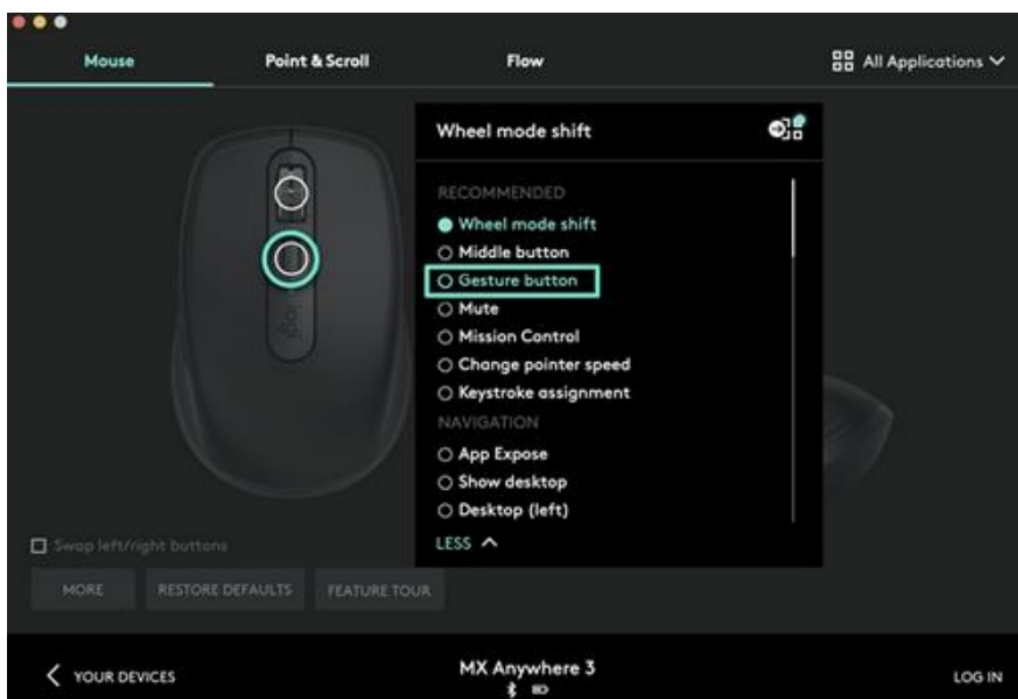 Mouse Point & Scroll Flow All Applications
Wheel mode shift
RECOMMENDED
Wheel mode shift
Middle button
Gesture button
Mute
Mission Control
Change pointer speed
Keystroke assignment
NAVIGATION
App Expose
Show desktop
Desktop (left)
LESS
logi
Swap left/right buttons
MORE RESTORE DEFAULTS FEATURE TOUR
YOUR DEVICES MX Anywhere 3 LOG IN